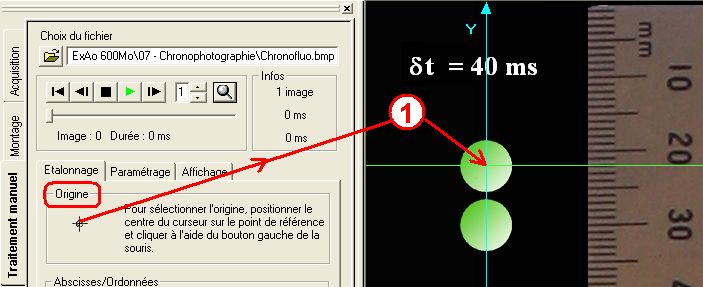 Choix du fichier
ExAo 600Mo\07 - Chronophotographie\Chronofluo.bmp
1
Infos
1 image
0 ms
0 ms
Image : 0 Durée : 0 ms
Etalonnage Paramétrage Affichage
Origine
Pour sélectionner l'origine, positionner le
centre du curseur sur le point de référence
et cliquer à l'aide du bouton gauche de la
souris.
Abscisses/Ordonnées
Acquisition
Montage
Traitement manuel
Y
δt = 40 ms
1
mm
10
20
30